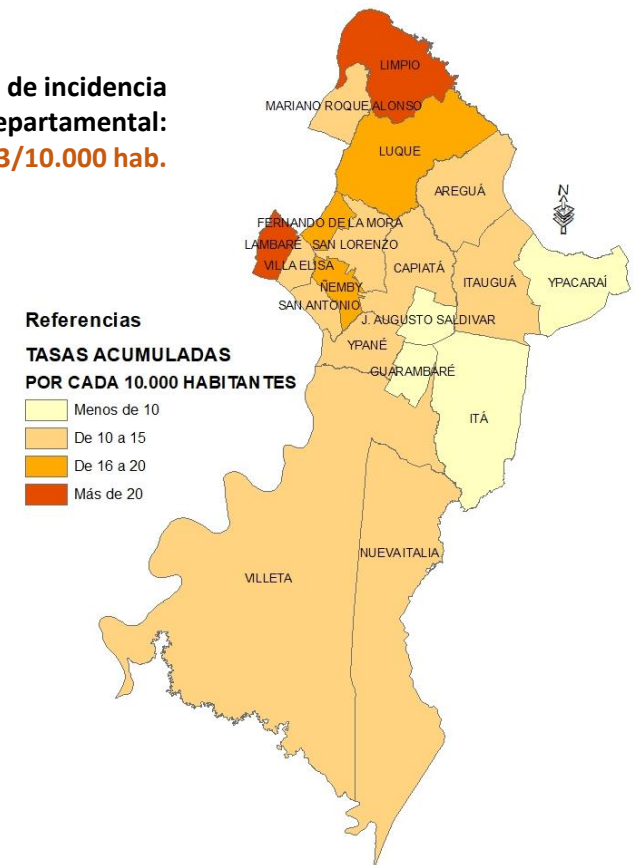 de incidencia
epartamental:
3/10.000 hab.
LIMPIO
MARIANO ROQUE ALONSO
LUQUE
AREGUÁ
N
FERNANDO DE LA MORA
LAMBARÉ
SAN LORENZO
VILLA ELISA
CAPIATÁ
ITAUGUÁ
YPACARAÍ
ÑEMBY
SAN ANTONIO
J. AUGUSTO SALDIVAR
YPANÉ
GUARAMBARÉ
ITÁ
Referencias
TASAS ACUMULADAS
POR CADA 10.000 HABITANTES
Menos de 10
De 10 a 15
De 16 a 20
Más de 20
VILLETA
NUEVA ITALIA